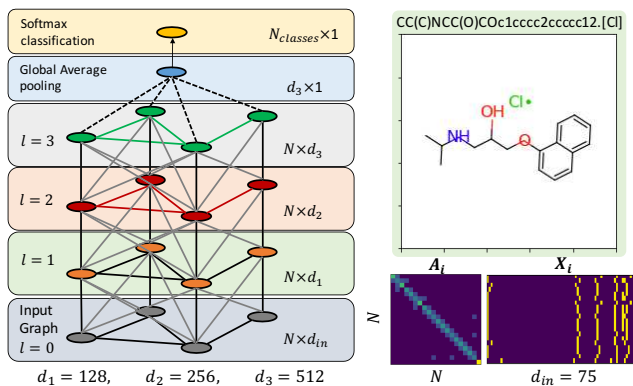 Softmax
classification
N_classes×1
Global Average
pooling
d_3×1
l = 3
N×d_3
l = 2
N×d_2
l = 1
N×d_1
Input
Graph
l = 0
N×d_in
d_1 = 128, d_2 = 256, d_3 = 512
CC(C)NCC(O)COc1cccc2ccccc12.[Cl]
OH
Cl•
NH
O
A_i
X_i
N
N
d_in = 75